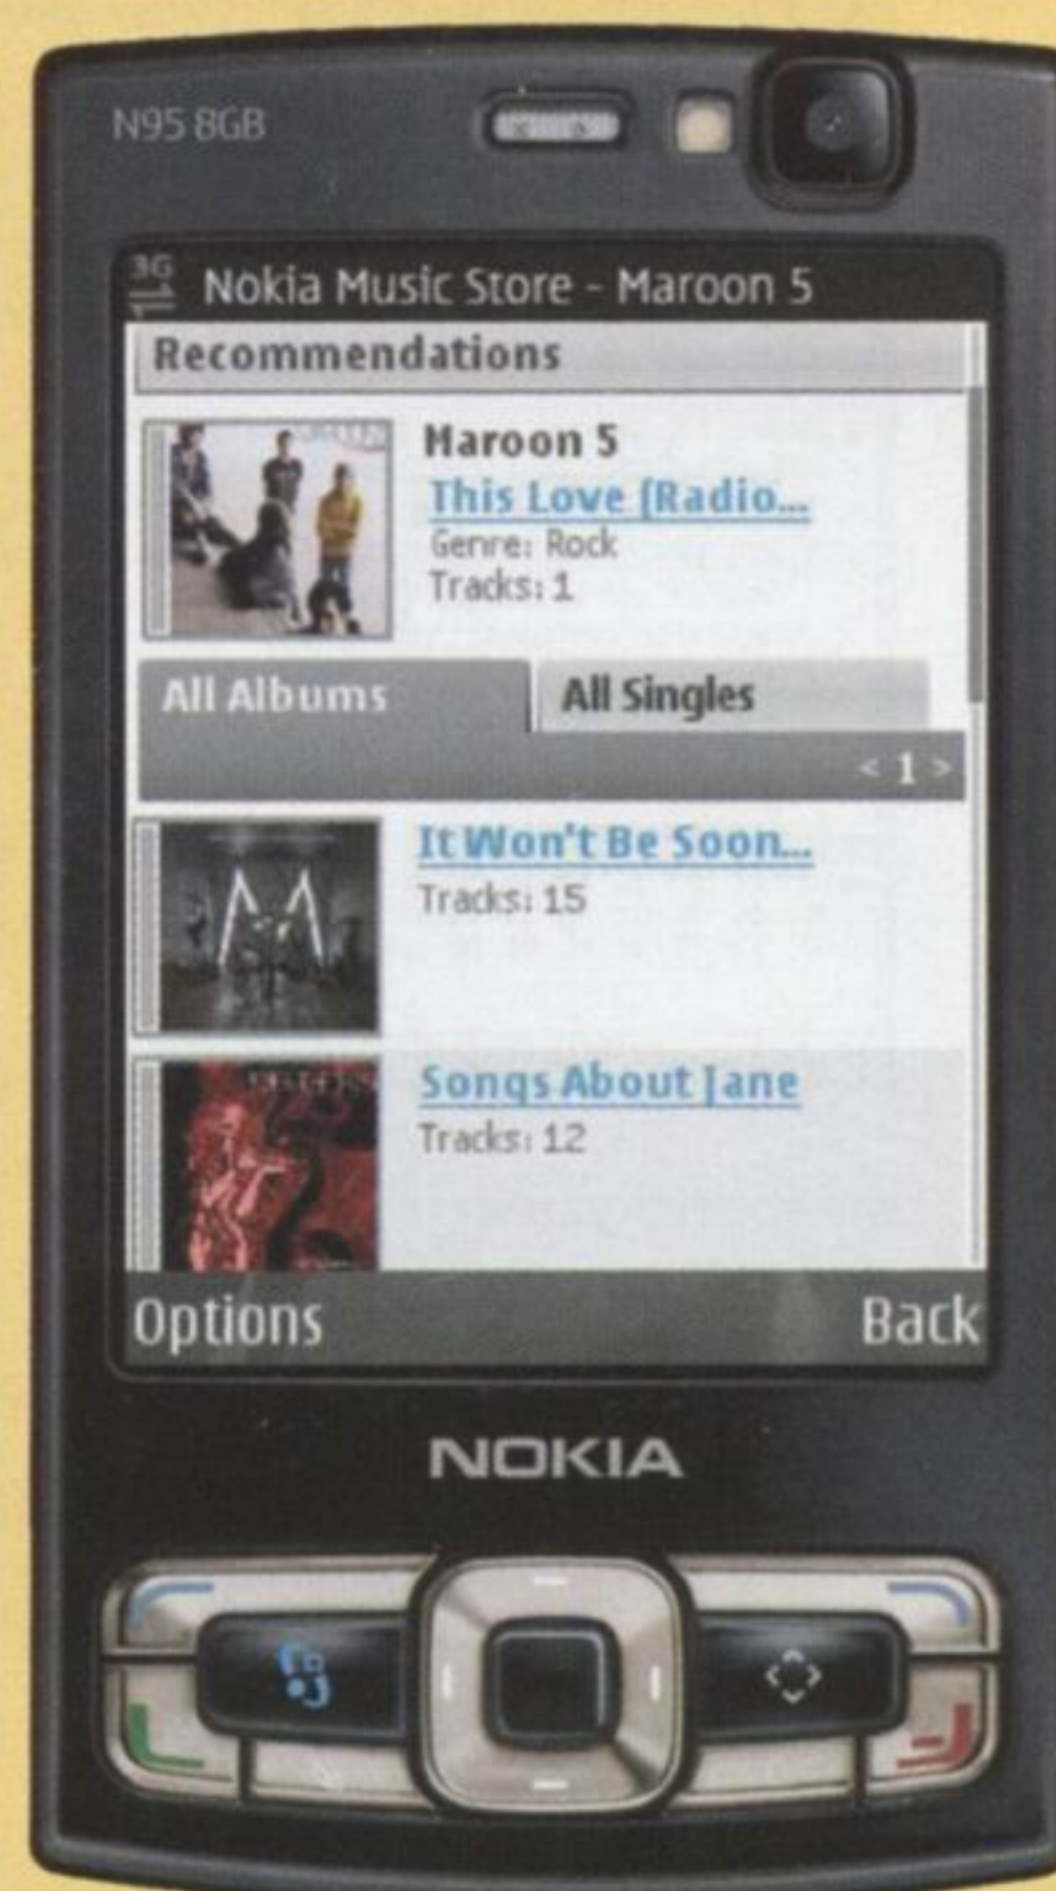 N95 8GB
3G
Nokia Music Store - Maroon 5
Recommendations
Maroon 5
This Love (Radio...
Genre: Rock
Tracks: 1
All Albums
All Singles
< 1 >
It Won't Be Soon...
Tracks: 15
Songs About Jane
Tracks: 12
Options
Back
NOKIA